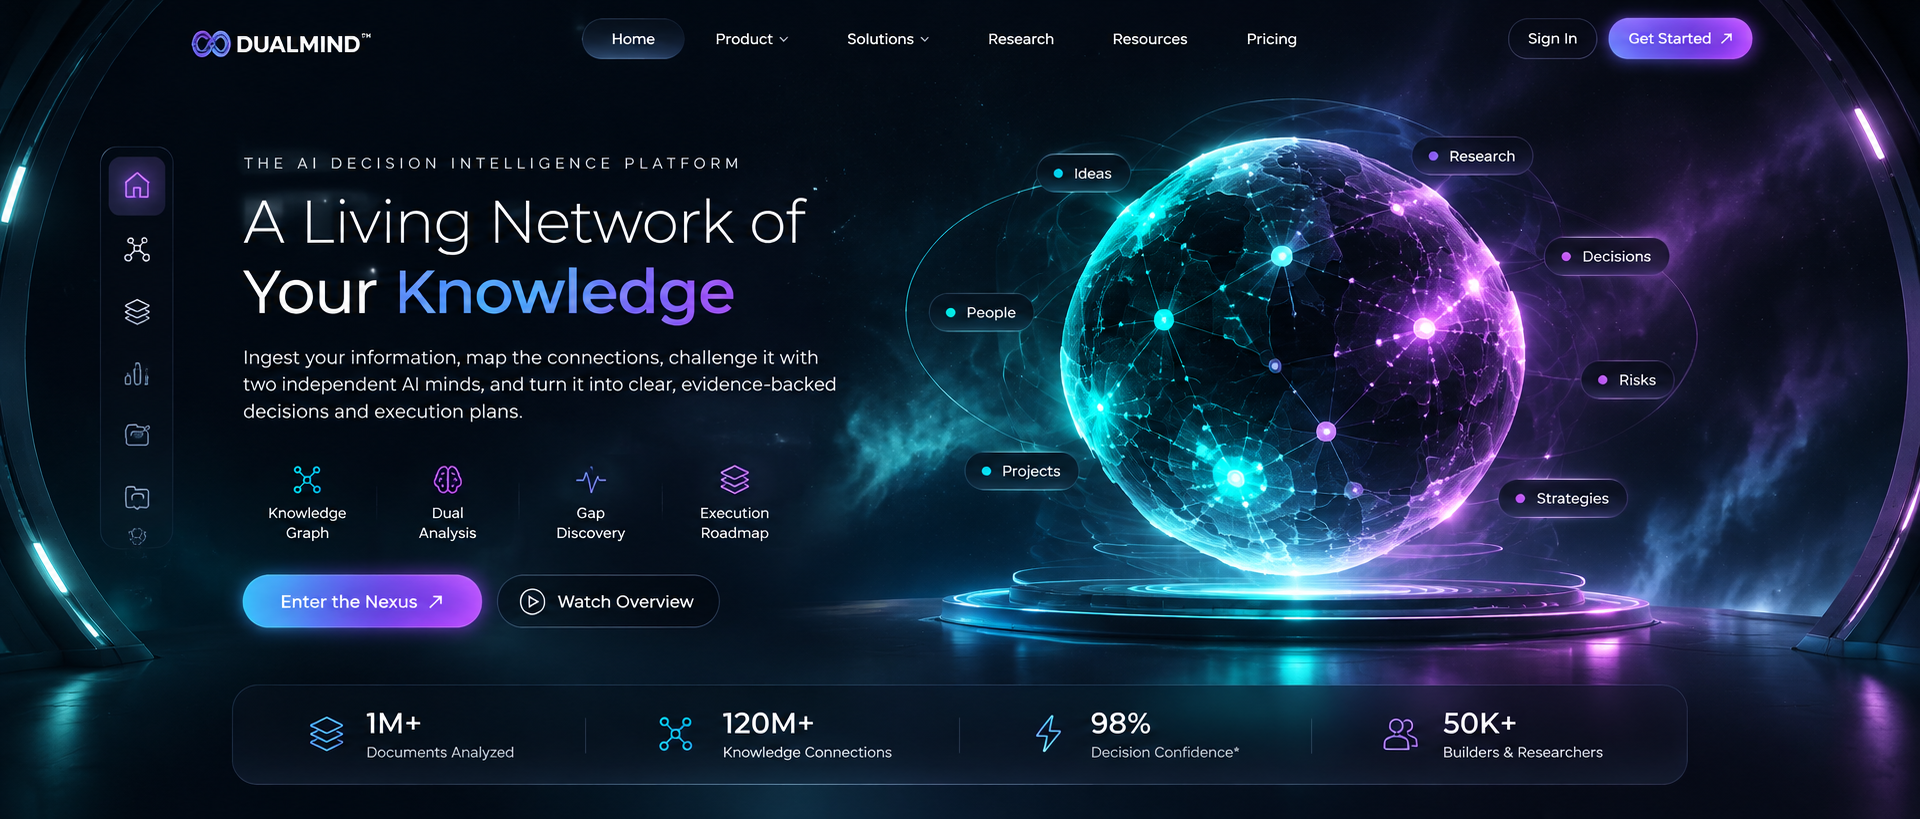 DUALMIND™
Home
Product
Solutions
Research
Resources
Pricing
Sign In
Get Started
THE AI DECISION INTELLIGENCE PLATFORM
A Living Network of
Your Knowledge
Ingest your information, map the connections, challenge it with
two independent AI minds, and turn it into clear, evidence-backed
decisions and execution plans.
Knowledge
Graph
Dual
Analysis
Gap
Discovery
Execution
Roadmap
Enter the Nexus
Watch Overview
Ideas
Research
People
Decisions
Risks
Projects
Strategies
1M+
Documents Analyzed
120M+
Knowledge Connections
98%
Decision Confidence*
50K+
Builders & Researchers